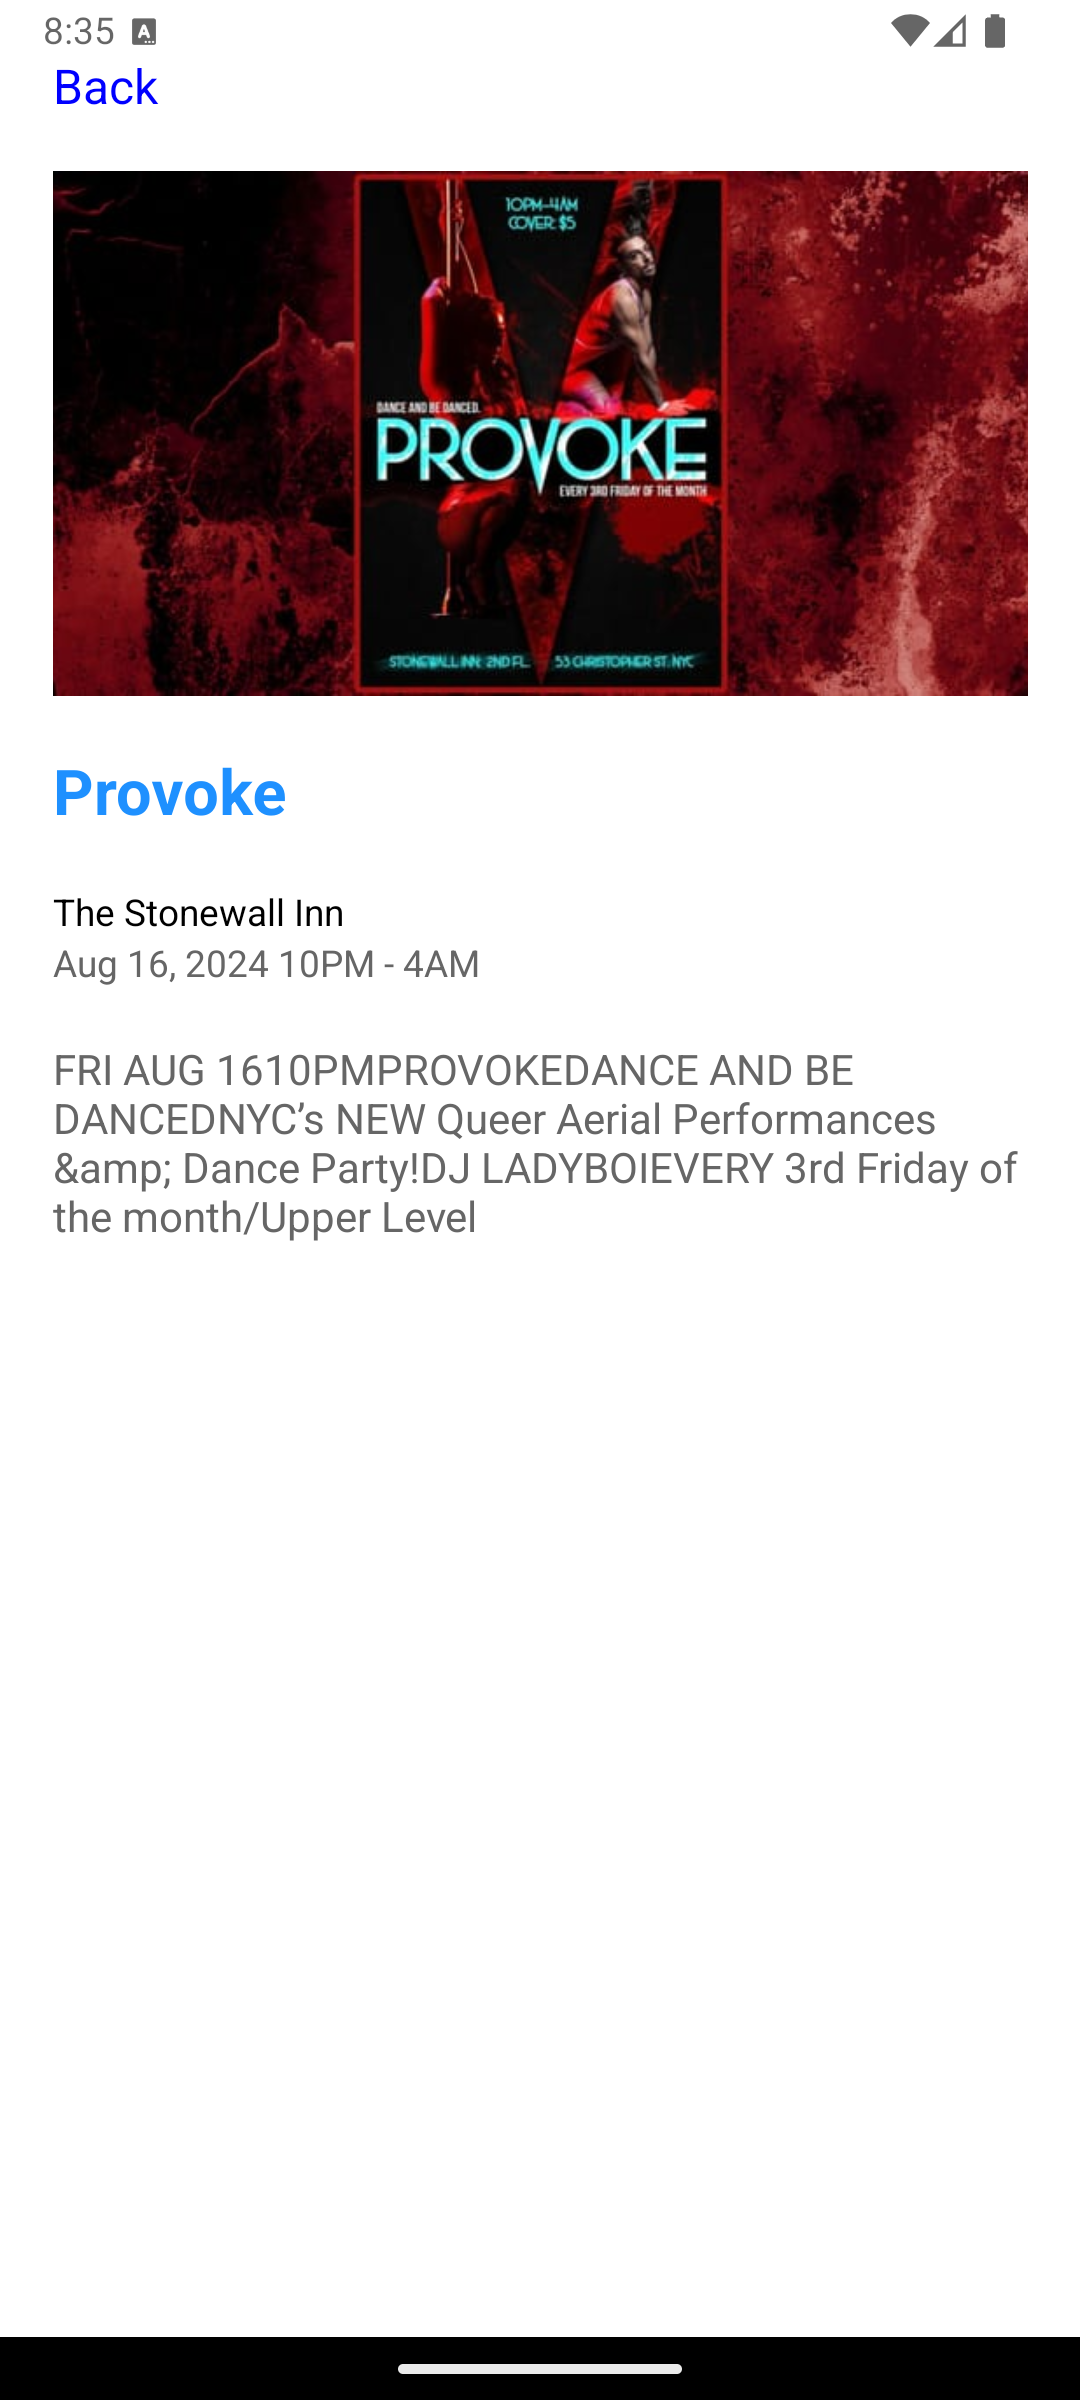 8:35
Back
10PM-4AM
COVER: $5
DANCE AND BE DANCED.
PROVOKE
EVERY 3RD FRIDAY OF THE MONTH
STONEWALL INN: 2ND FL. 53 CHRISTOPHER ST. NYC
Provoke
The Stonewall Inn
Aug 16, 2024 10PM - 4AM
FRI AUG 1610PMPROVOKEDANCE AND BE
DANCEDNYC’s NEW Queer Aerial Performances
&amp; Dance Party!DJ LADYBOIEVERY 3rd Friday of
the month/Upper Level